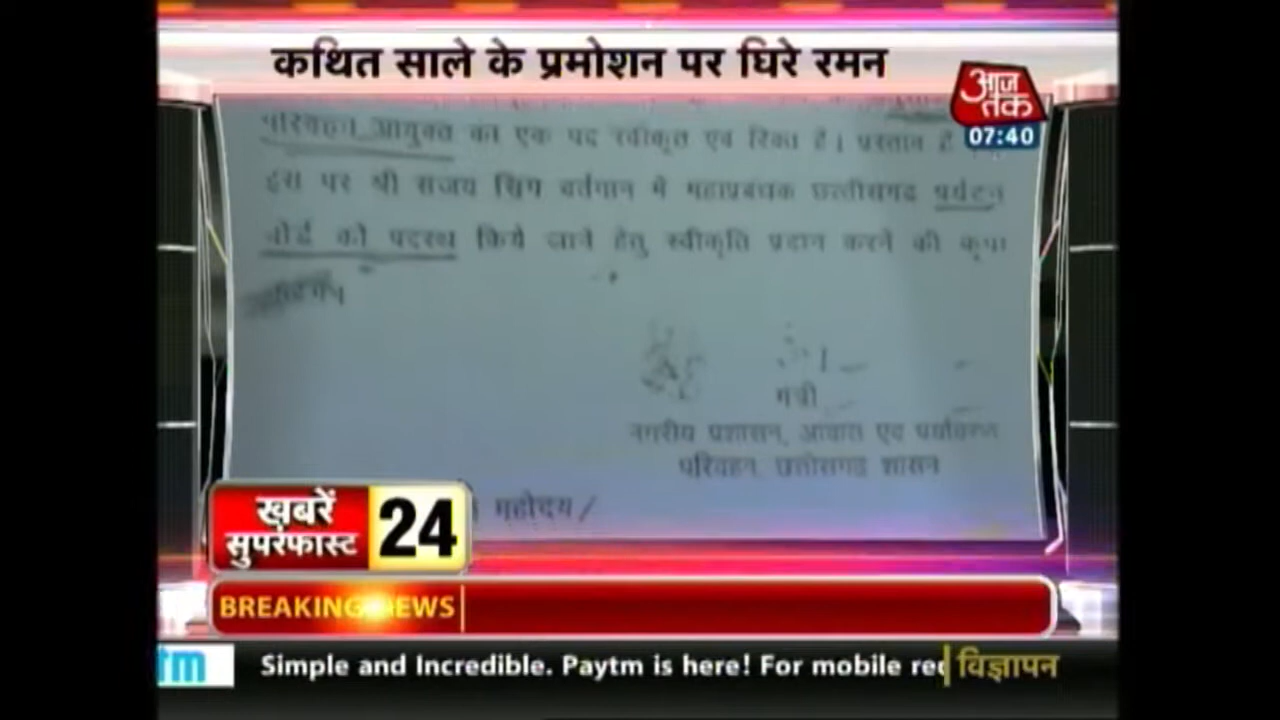 कथित साले के प्रमोशन पर घिरे रमन
आज
तक
07:40
परिवहन आयुक्त का एक पद स्वीकृत एवं रिक्त है। प्रस्ताव है
इस पर श्री संजय सिंग वर्तमान में महाप्रबंधक छत्तीसगढ़ पर्यटन
बोर्ड को पदस्थ किये जाने हेतु स्वीकृति प्रदान करने की कृपा
मंत्री
नगरीय प्रशासन, आवास एवं पर्यावरण
परिवहन, छत्तीसगढ़ शासन
महोदय/
ख़बरें
सुपरफास्ट
24
BREAKING NEWS
tm Simple and Incredible. Paytm is here! For mobile rec
विज्ञापन